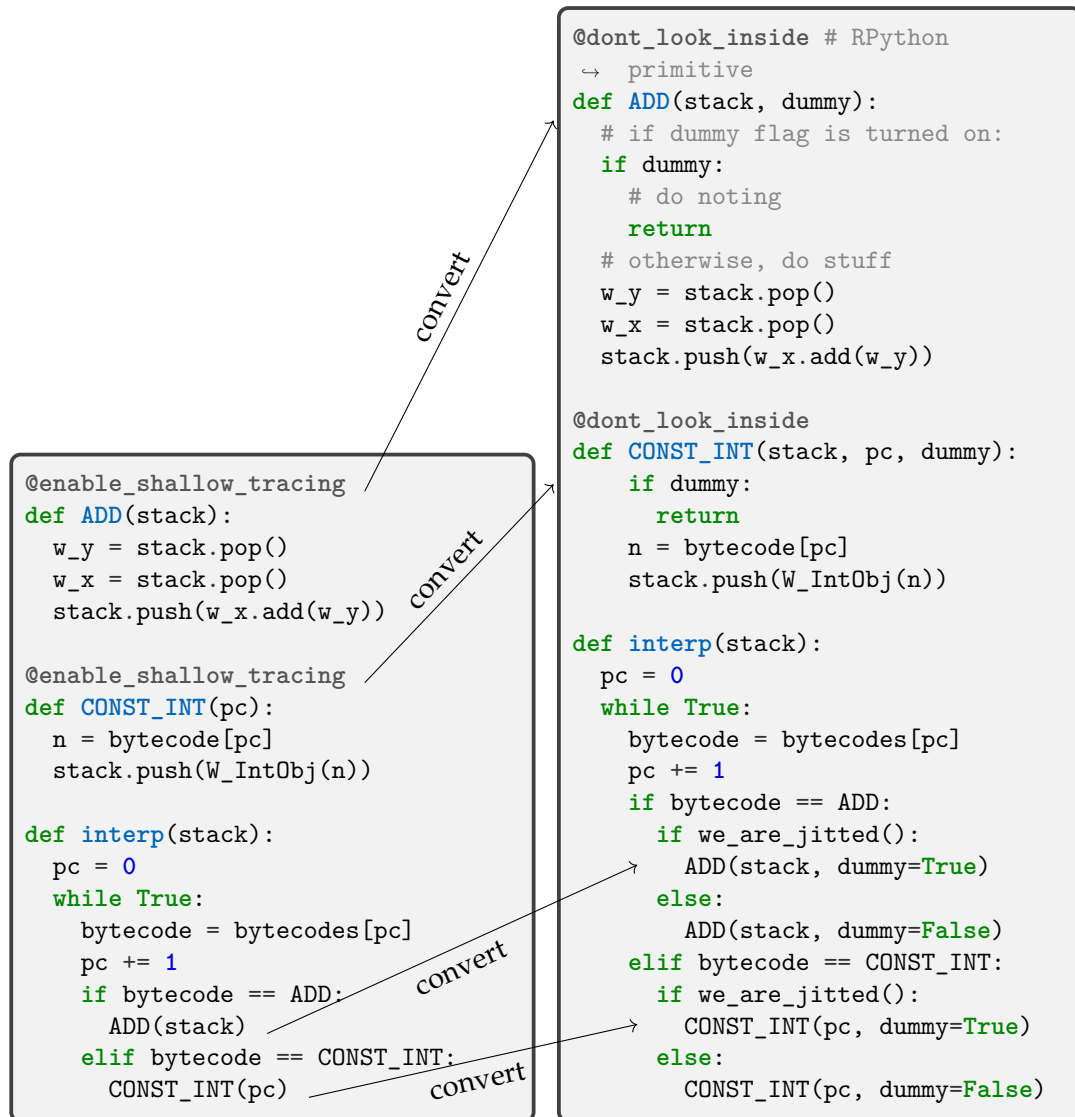 @enable_shallow_tracing
def ADD(stack):
  w_y = stack.pop()
  w_x = stack.pop()
  stack.push(w_x.add(w_y))

@enable_shallow_tracing
def CONST_INT(pc):
  n = bytecode[pc]
  stack.push(W_IntObj(n))

def interp(stack):
  pc = 0
  while True:
    bytecode = bytecodes[pc]
    pc += 1
    if bytecode == ADD:
      ADD(stack)
    elif bytecode == CONST_INT:
      CONST_INT(pc)
convert
convert
convert
convert
@dont_look_inside # RPython
↪  primitive
def ADD(stack, dummy):
  # if dummy flag is turned on:
  if dummy:
    # do noting
    return
  # otherwise, do stuff
  w_y = stack.pop()
  w_x = stack.pop()
  stack.push(w_x.add(w_y))

@dont_look_inside
def CONST_INT(stack, pc, dummy):
    if dummy:
      return
    n = bytecode[pc]
    stack.push(W_IntObj(n))

def interp(stack):
  pc = 0
  while True:
    bytecode = bytecodes[pc]
    pc += 1
    if bytecode == ADD:
      if we_are_jitted():
        ADD(stack, dummy=True)
      else:
        ADD(stack, dummy=False)
    elif bytecode == CONST_INT:
      if we_are_jitted():
        CONST_INT(pc, dummy=True)
      else:
        CONST_INT(pc, dummy=False)